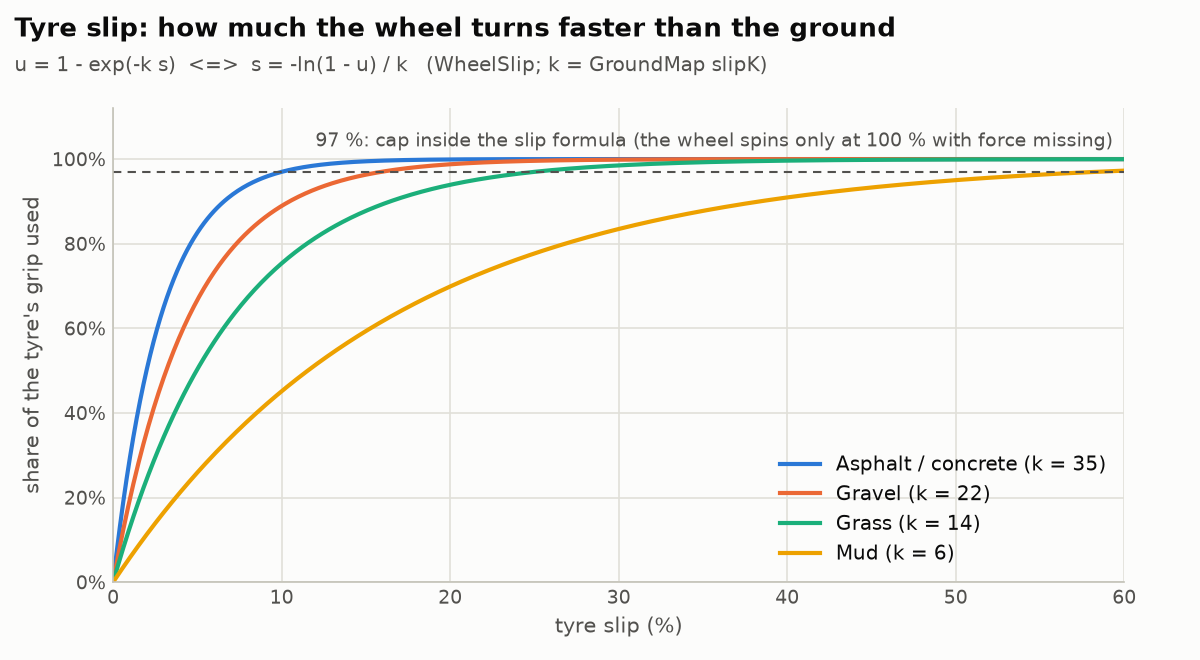 Tyre slip: how much the wheel turns faster than the ground
u = 1 - exp(-k s)  <=>  s = -ln(1 - u) / k   (WheelSlip; k = GroundMap slipK)
97 %: cap inside the slip formula (the wheel spins only at 100 % with force missing)
100%
80%
60%
40%
20%
0%
share of the tyre's grip used
Asphalt / concrete (k = 35)
Gravel (k = 22)
Grass (k = 14)
Mud (k = 6)
0 10 20 30 40 50 60
tyre slip (%)